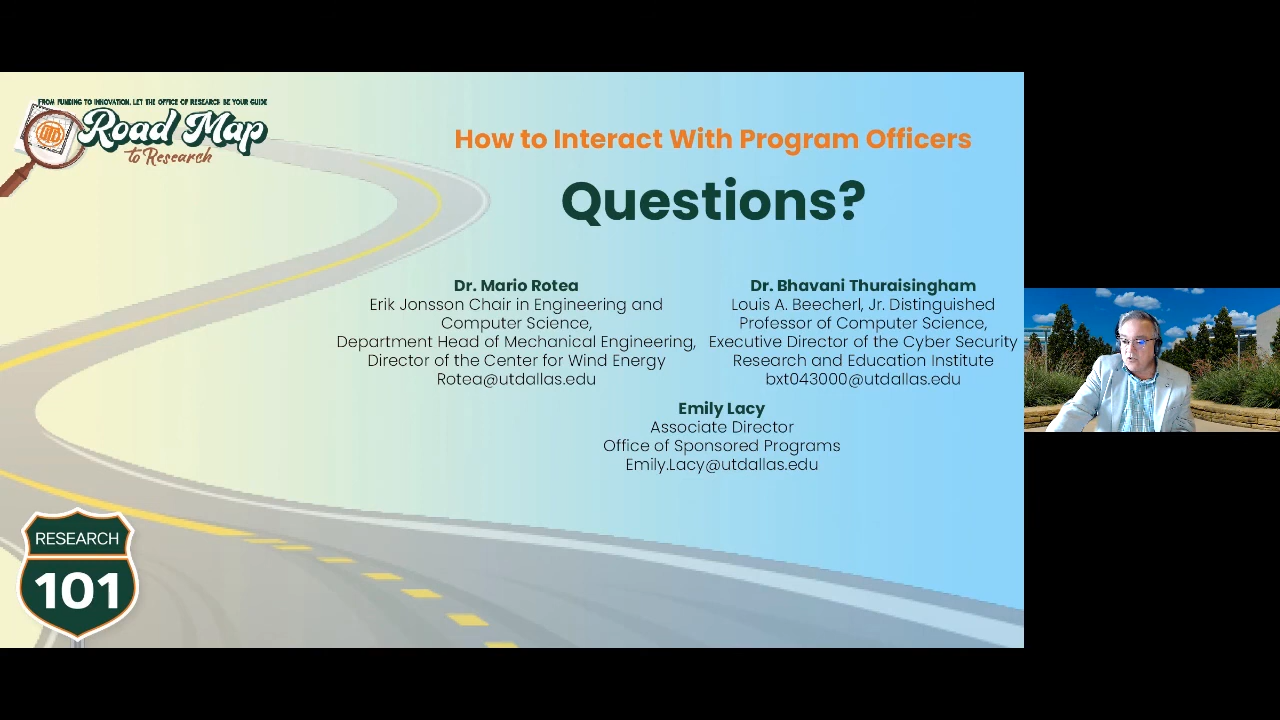 FROM FUNDING TO INNOVATION, LET THE OFFICE OF RESEARCH BE YOUR GUIDE
Road Map
to Research
How to Interact With Program Officers
Questions?
Dr. Mario Rotea
Erik Jonsson Chair in Engineering and
Computer Science,
Department Head of Mechanical Engineering,
Director of the Center for Wind Energy
Rotea@utdallas.edu
Dr. Bhavani Thuraisingham
Louis A. Beecherl, Jr. Distinguished
Professor of Computer Science,
Executive Director of the Cyber Security
Research and Education Institute
bxt043000@utdallas.edu
Emily Lacy
Associate Director
Office of Sponsored Programs
Emily.Lacy@utdallas.edu
RESEARCH
101